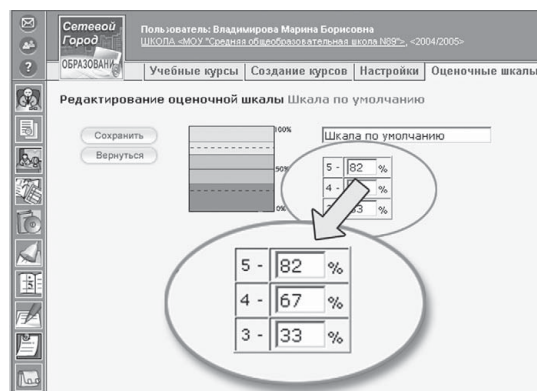 Сетевой
Город
ОБРАЗОВАНИЕ
Пользователь: Владимирова Марина Борисовна
ШКОЛА <МОУ "Средняя общеобразовательная школа N89">, <2004/2005>
Учебные курсы Создание курсов Настройки Оценочные шкалы
Редактирование оценочной шкалы Шкала по умолчанию
Сохранить
Вернуться
100%
50%
0%
Шкала по умолчанию
5 - 82 %
4 -
33 %
5 - 82 %
4 - 67 %
3 - 33 %